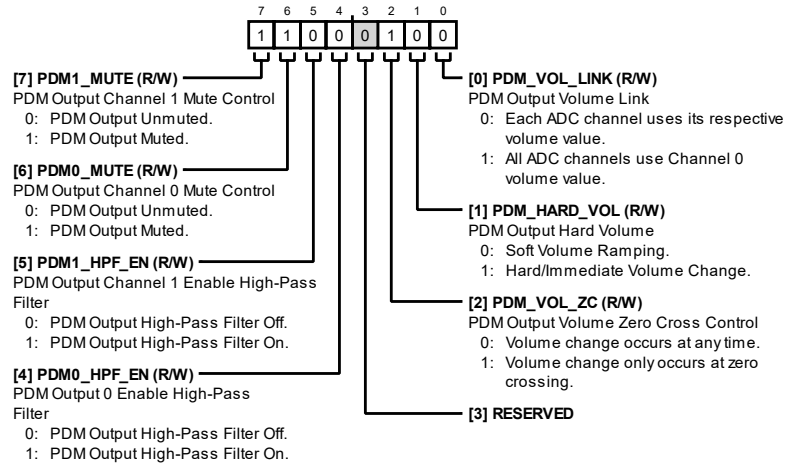 7 6 5 4 3 2 1 0
1 1 0 0 0 1 0 0
[7] PDM1_MUTE (R/W)
PDM Output Channel 1 Mute Control
0: PDM Output Unmuted.
1: PDM Output Muted.
[6] PDM0_MUTE (R/W)
PDM Output Channel 0 Mute Control
0: PDM Output Unmuted.
1: PDM Output Muted.
[5] PDM1_HPF_EN (R/W)
PDM Output Channel 1 Enable High-Pass
Filter
0: PDM Output High-Pass Filter Off.
1: PDM Output High-Pass Filter On.
[4] PDM0_HPF_EN (R/W)
PDM Output 0 Enable High-Pass
Filter
0: PDM Output High-Pass Filter Off.
1: PDM Output High-Pass Filter On.
[0] PDM_VOL_LINK (R/W)
PDM Output Volume Link
0: Each ADC channel uses its respective
volume value.
1: All ADC channels use Channel 0
volume value.
[1] PDM_HARD_VOL (R/W)
PDM Output Hard Volume
0: Soft Volume Ramping.
1: Hard/Immediate Volume Change.
[2] PDM_VOL_ZC (R/W)
PDM Output Volume Zero Cross Control
0: Volume change occurs at any time.
1: Volume change only occurs at zero
crossing.
[3] RESERVED